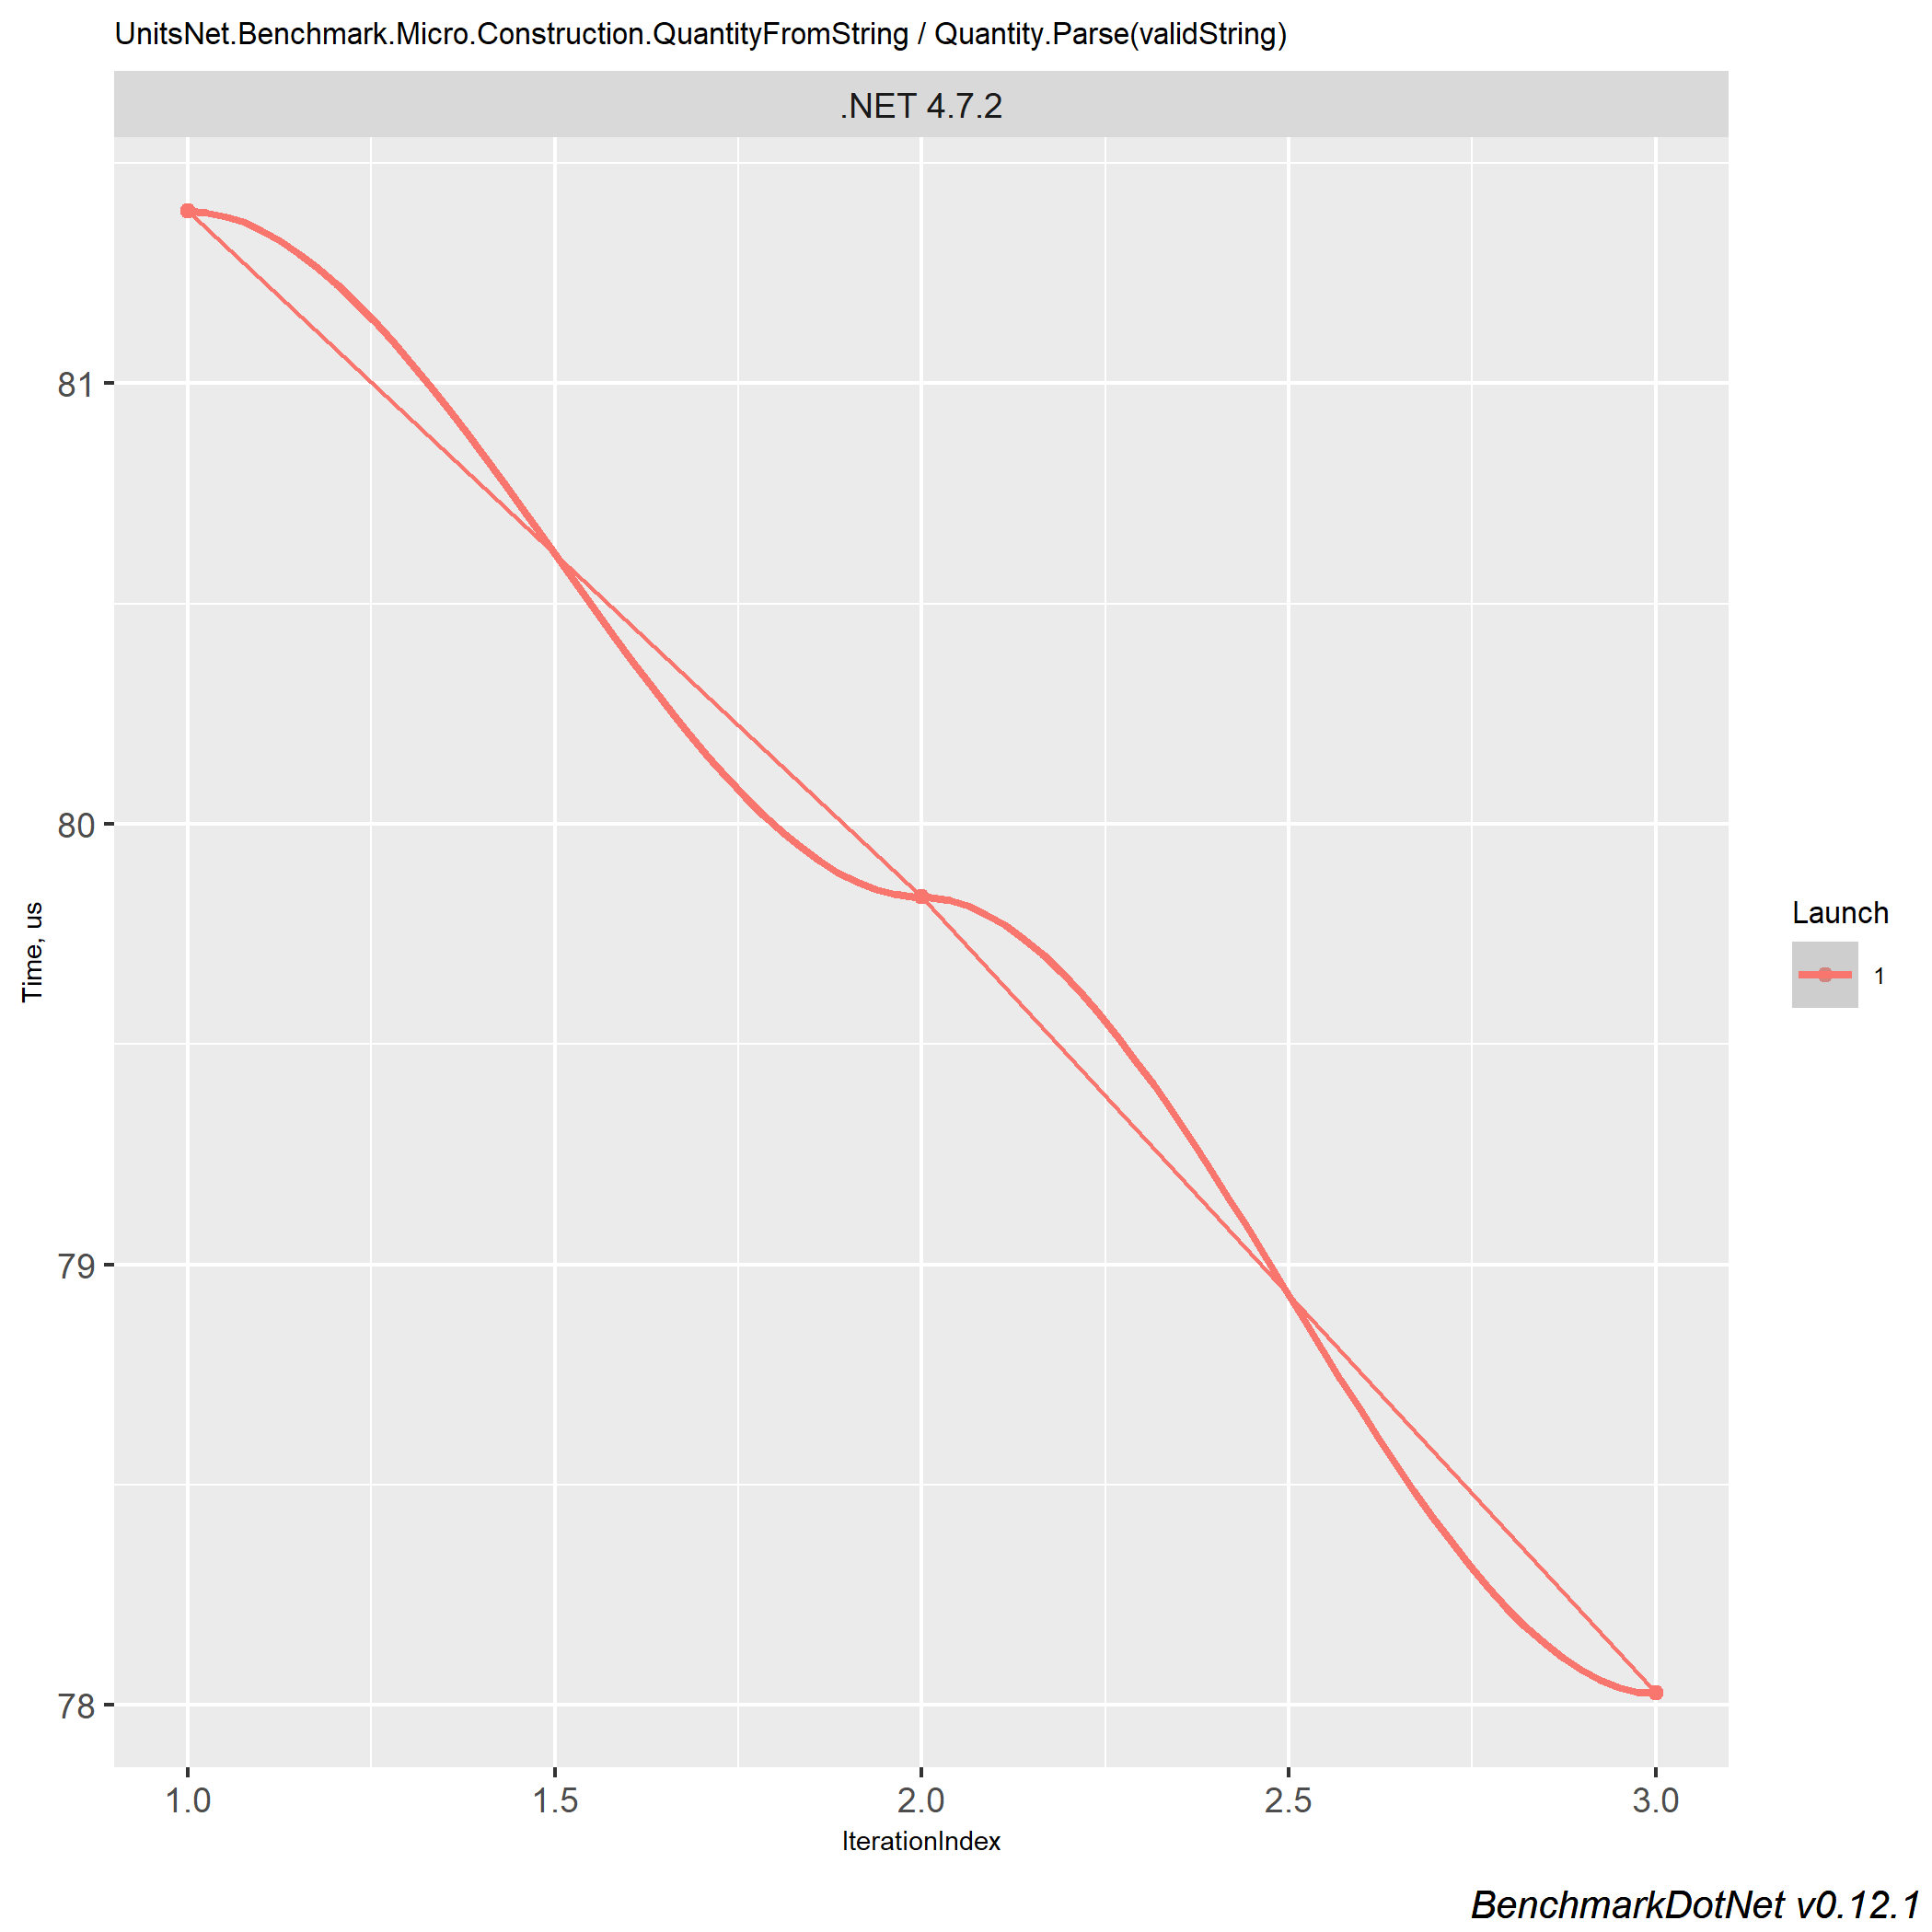 UnitsNet.Benchmark.Micro.Construction.QuantityFromString / Quantity.Parse(validString)
.NET 4.7.2
81
80
79
78
Time, us
1.0 1.5 2.0 2.5 3.0
IterationIndex
Launch
1
BenchmarkDotNet v0.12.1